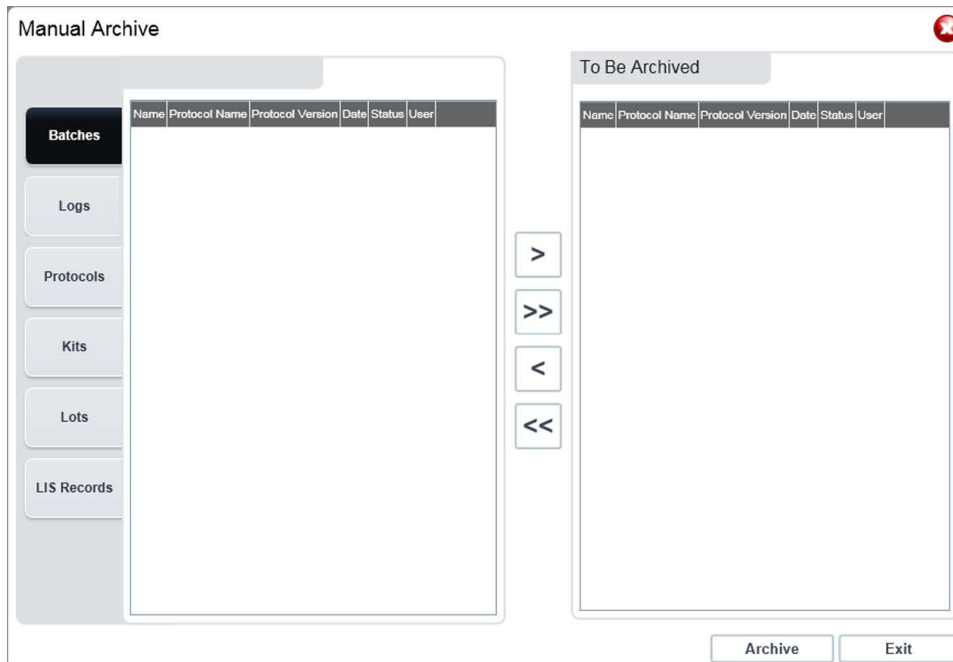 Manual Archive
To Be Archived
Name Protocol Name Protocol Version Date Status User
Name Protocol Name Protocol Version Date Status User
Batches
Logs
Protocols
Kits
Lots
LIS Records
>
>>
<
<<
Archive Exit